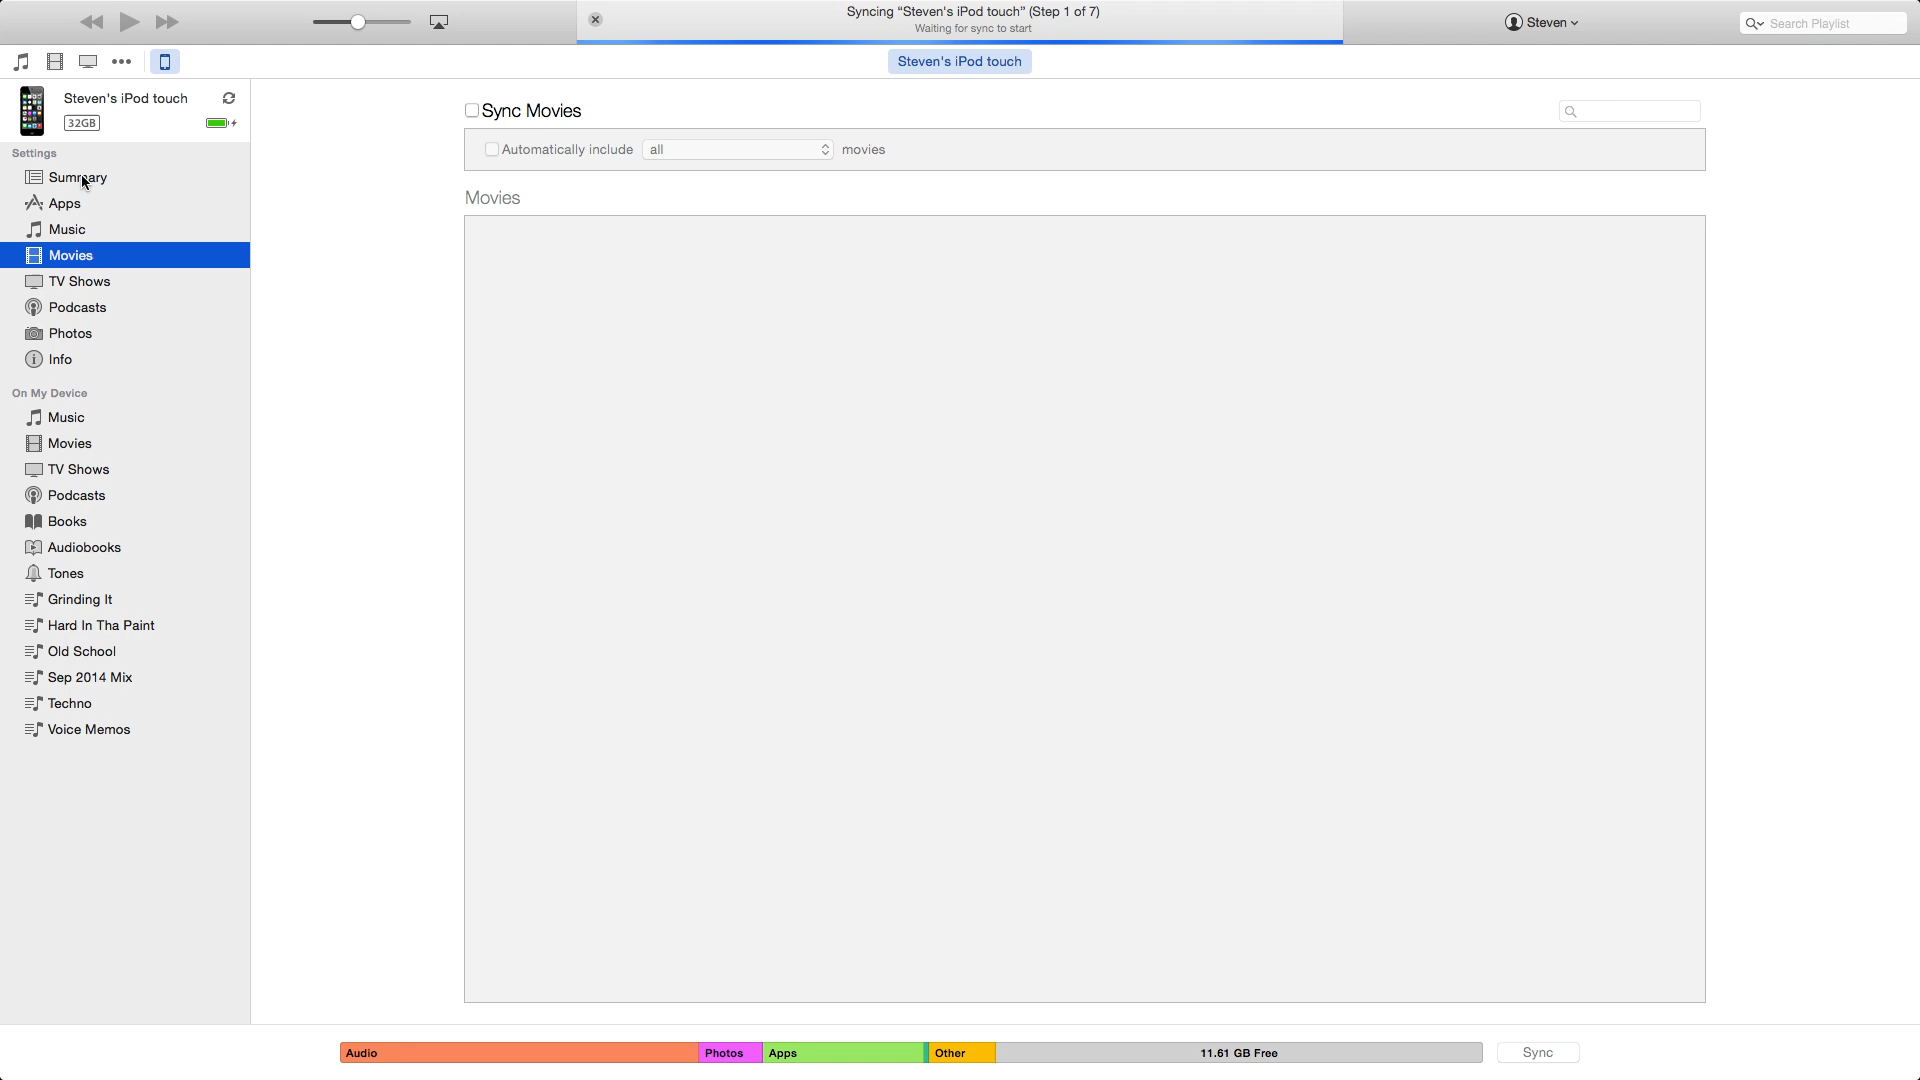 Syncing “Steven's iPod touch” (Step 1 of 7)
Waiting for sync to start
Steven
Search Playlist
Steven's iPod touch
Steven's iPod touch
32GB
Settings
Summary
Apps
Music
Movies
TV Shows
Podcasts
Photos
Info
On My Device
Music
Movies
TV Shows
Podcasts
Books
Audiobooks
Tones
Grinding It
Hard In Tha Paint
Old School
Sep 2014 Mix
Techno
Voice Memos
Sync Movies
Automatically include all movies
Movies
Audio Photos Apps Other 11.61 GB Free Sync